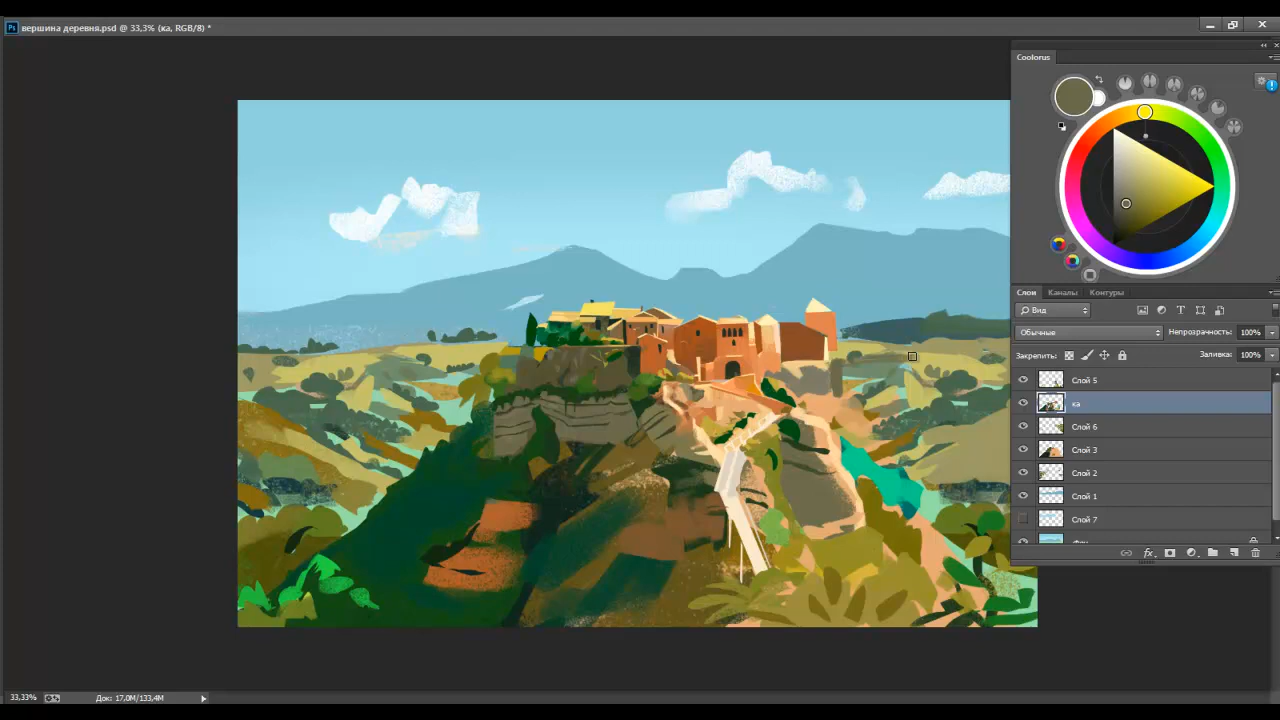 Ps вершина деревня.psd @ 33,3% (ка, RGB/8) *
Coolorus
Слои Каналы Контуры
Вид
Обычные Непрозрачность: 100%
Закрепить: Заливка: 100%
Слой 5
ка
Слой 6
Слой 3
Слой 2
Слой 1
Слой 7
fx
33,33% Док: 17,0M/133,4M